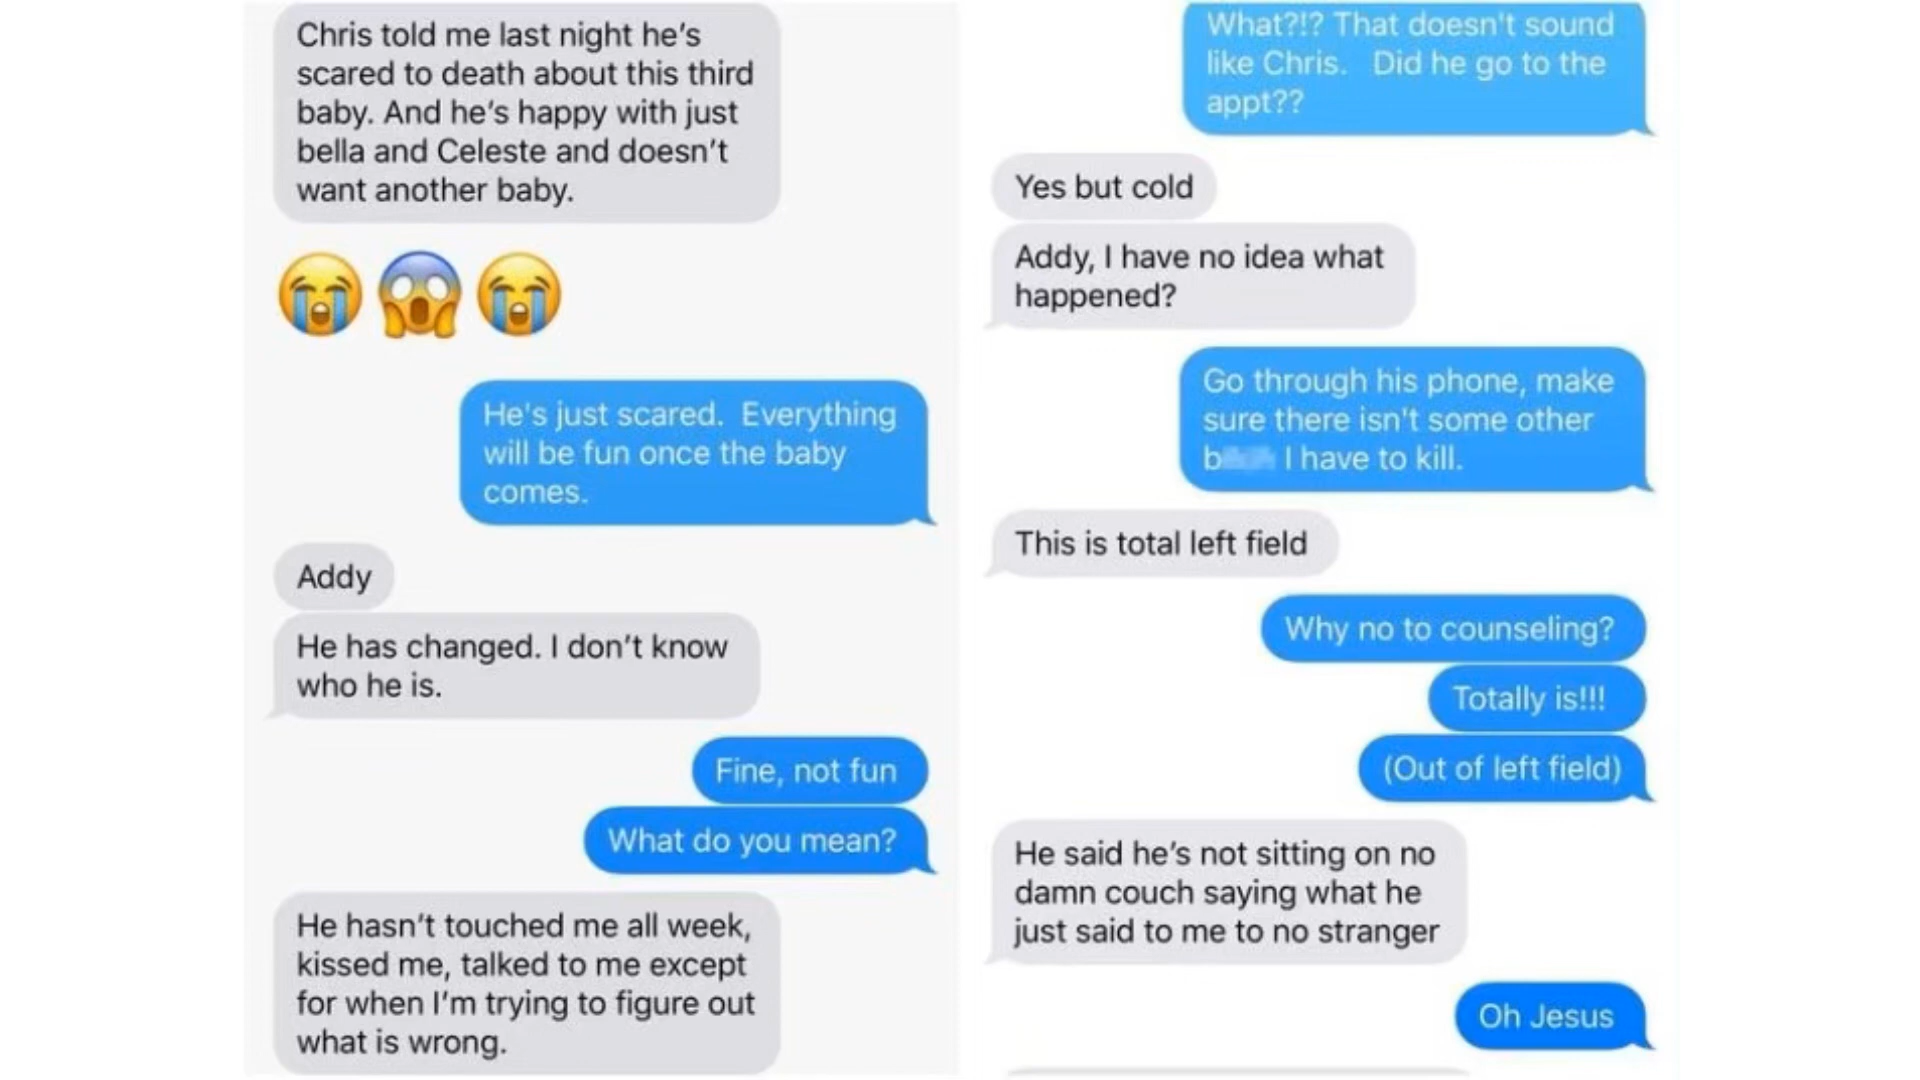 Chris told me last night he's
scared to death about this third
baby. And he's happy with just
bella and Celeste and doesn't
want another baby.
He's just scared.  Everything
will be fun once the baby
comes.
Addy
He has changed. I don't know
who he is.
Fine, not fun
What do you mean?
He hasn't touched me all week,
kissed me, talked to me except
for when I'm trying to figure out
what is wrong.
What?!? That doesn't sound
like Chris.   Did he go to the
appt??
Yes but cold
Addy, I have no idea what
happened?
Go through his phone, make
sure there isn't some other
I have to kill.
This is total left field
Why no to counseling?
Totally is!!!
(Out of left field)
He said he's not sitting on no
damn couch saying what he
just said to me to no stranger
Oh Jesus